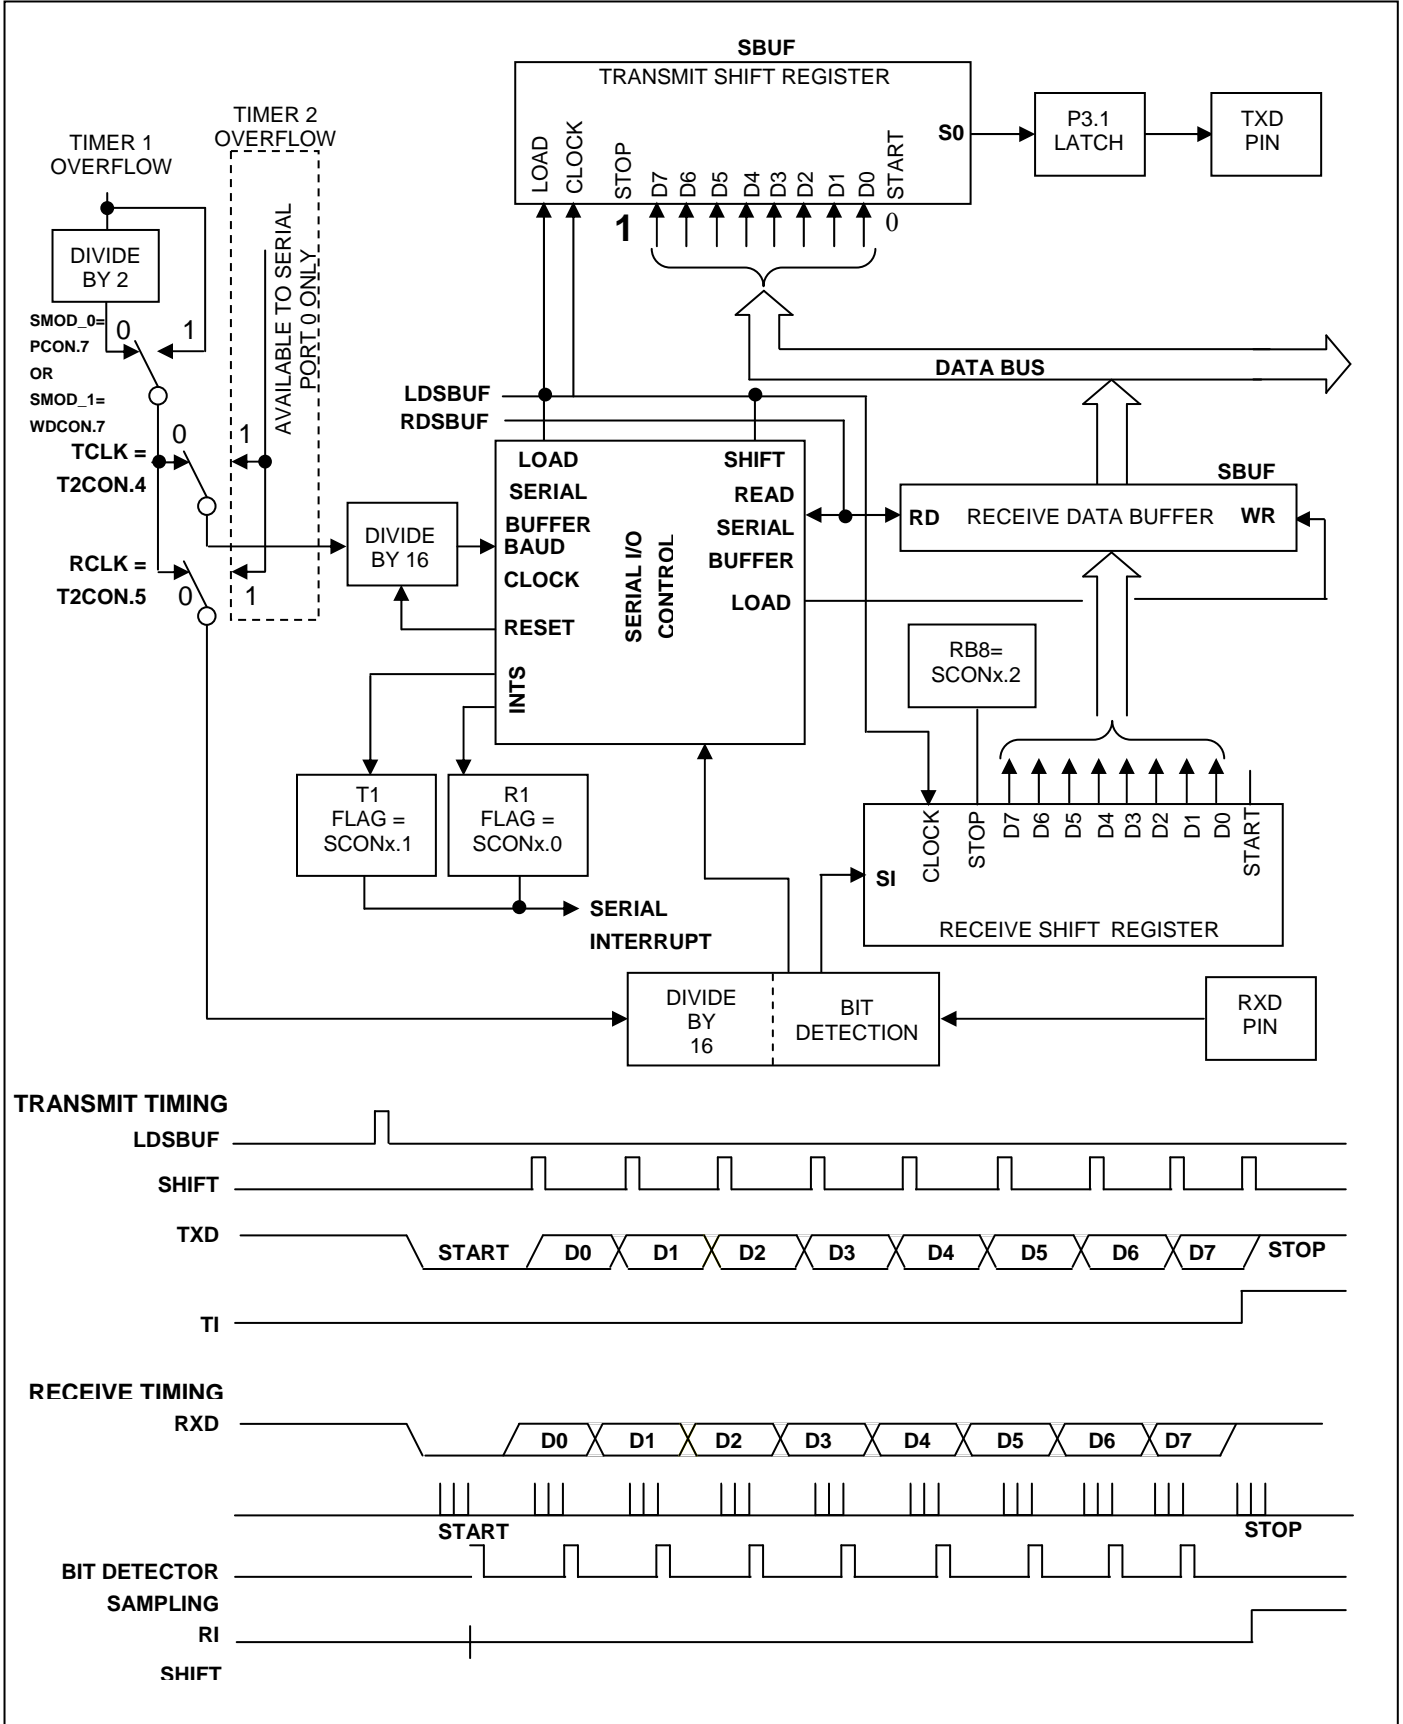 SBUF
TRANSMIT SHIFT REGISTER
LOAD
CLOCK
STOP
D7
D6
D5
D4
D3
D2
D1
D0
START
S0
1
0
P3.1
LATCH
TXD
PIN
TIMER 1
OVERFLOW
TIMER 2
OVERFLOW
DIVIDE
BY 2
AVAILABLE TO SERIAL
PORT 0 ONLY
SMOD_0=
PCON.7
OR
SMOD_1=
WDCON.7
0
1
TCLK =
T2CON.4
0
1
RCLK =
T2CON.5
0
1
DATA BUS
LDSBUF
RDSBUF
DIVIDE
BY 16
LOAD
SERIAL
BUFFER
BAUD
CLOCK
RESET
INTS
SERIAL I/O
CONTROL
SHIFT
READ
SERIAL
BUFFER
LOAD
SBUF
RD
RECEIVE DATA BUFFER
WR
RB8=
SCONx.2
T1
FLAG =
SCONx.1
R1
FLAG =
SCONx.0
SERIAL
INTERRUPT
SI
CLOCK
STOP
D7
D6
D5
D4
D3
D2
D1
D0
START
RECEIVE SHIFT REGISTER
DIVIDE
BY
16
BIT
DETECTION
RXD
PIN
TRANSMIT TIMING
LDSBUF
SHIFT
TXD
START
D0
D1
D2
D3
D4
D5
D6
D7
STOP
TI
RECEIVE TIMING
RXD
D0
D1
D2
D3
D4
D5
D6
D7
START
STOP
BIT DETECTOR
SAMPLING
RI
SHIFT